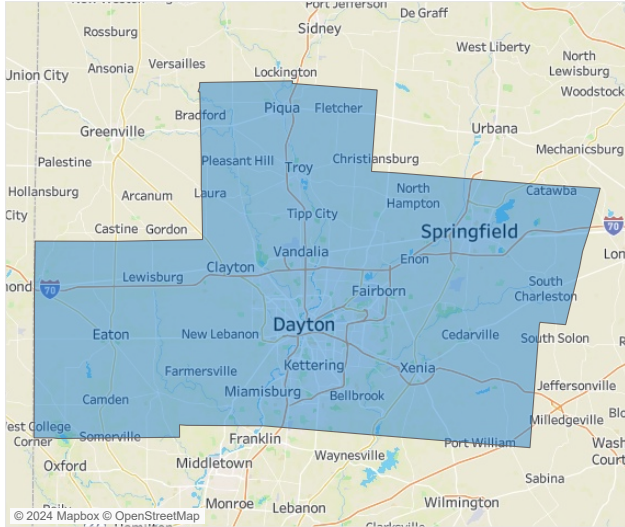 Port Jefferson
De Graff
Rossburg
Sidney
West Liberty
Versailles
North
Lewisburg
Ansonia
Union City
Lockington
Woodstock
Bradford
Piqua
Fletcher
Greenville
Urbana
Mechanicsburg
Palestine
Pleasant Hill
Troy
Christiansburg
Hollansburg
Arcanum
Laura
North
Hampton
Catawba
City
Tipp City
Castine
Gordon
Springfield
70
Vandalia
Enon
Clayton
Lewisburg
70
Fairborn
South
Charleston
Dayton
Eaton
New Lebanon
Cedarville
South Solon
Farmersville
Kettering
Xenia
Jeffersonville
Camden
Miamisburg
Bellbrook
Milledgeville
West College
Corner
Somerville
Franklin
Port William
Wash
Court
Oxford
Middletown
Waynesville
Sabina
Monroe
Lebanon
Wilmington
© 2024 Mapbox © OpenStreetMap
Hamilton
Clarksville